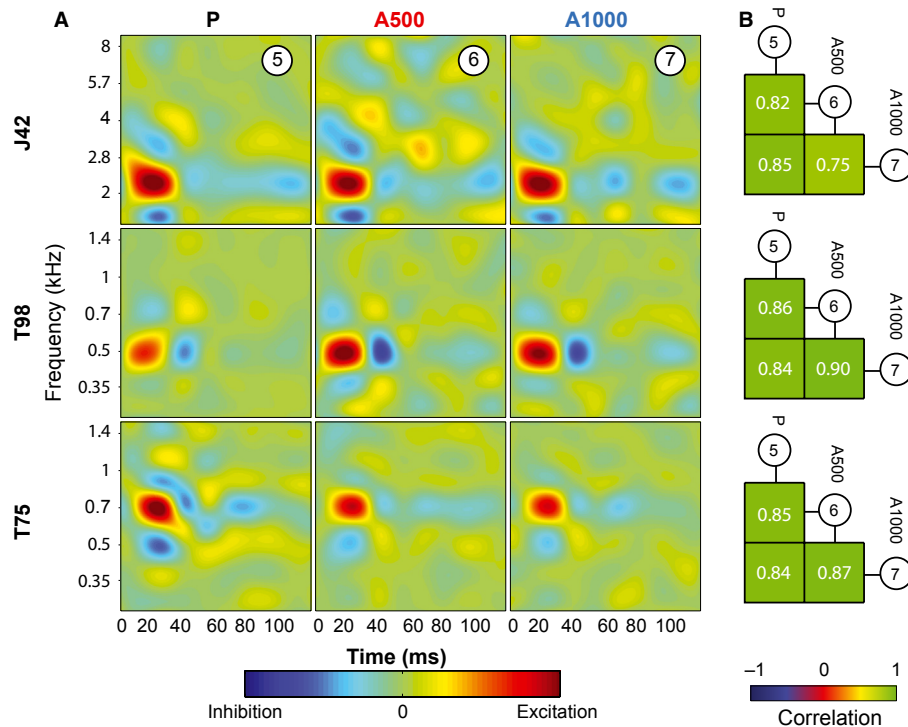 A P A500 A1000 B
J42
8
5.7
4
2.8
2
5 6 7
P
5
A500
0.82 6
A1000
0.85 0.75 7
T98
Frequency (kHz)
1.4
1
0.7
0.5
0.35
P
5
A500
0.86 6
A1000
0.84 0.90 7
T75
1.4
1
0.7
0.5
0.35
P
5
A500
0.85 6
A1000
0.84 0.87 7
0 20 40 60 80 100 0 20 40 60 80 100 0 20 40 60 80 100
Time (ms)
Inhibition 0 Excitation
–1 0 1
Correlation